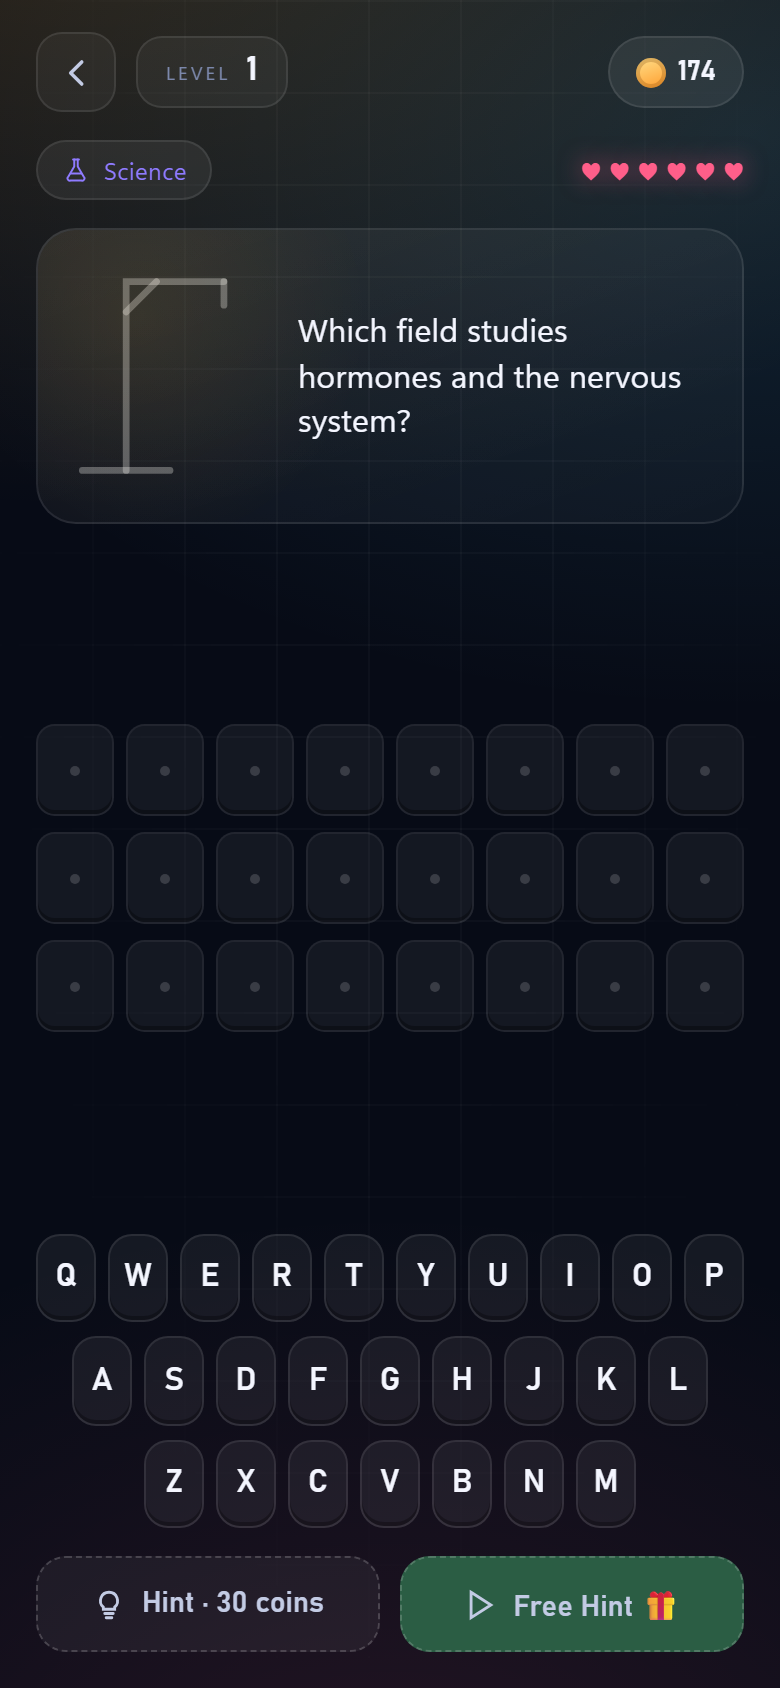 LEVEL 1
174
Science
Which field studies
hormones and the nervous
system?
Q W E R T Y U I O P
A S D F G H J K L
Z X C V B N M
Hint · 30 coins
Free Hint